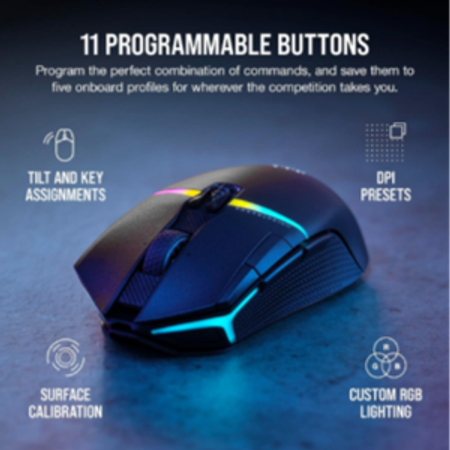 11 PROGRAMMABLE BUTTONS
Program the perfect combination of commands, and save them to
five onboard profiles for wherever the competition takes you.
TILT AND KEY
ASSIGNMENTS
DPI
PRESETS
SURFACE
CALIBRATION
R
G
B
CUSTOM RGB
LIGHTING